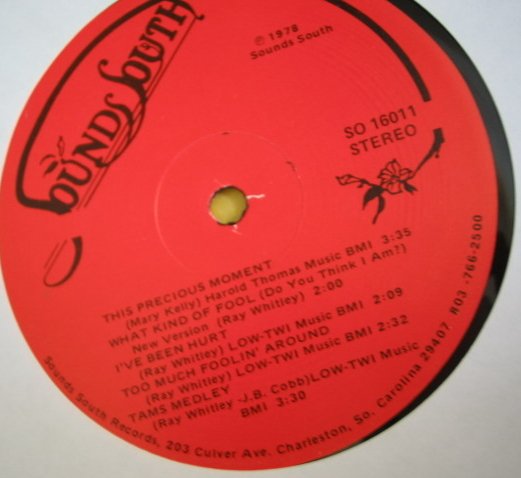 SOUNDS SOUTH
℗ 1978
Sounds South
SO 16011
STEREO
THIS PRECIOUS MOMENT
(Mary Kelly) Harold Thomas Music BMI 3:35
WHAT KIND OF FOOL (Do You Think I Am?)
New Version (Ray Whitley) 2:00
I'VE BEEN HURT
(Ray Whitley) LOW-TWI Music BMI 2:09
TOO MUCH FOOLIN' AROUND
(Ray Whitley) LOW-TWI Music BMI 2:32
TAMS MEDLEY
(Ray Whitley -J.B. Cobb)LOW-TWI Music
BMI 3:30
Sounds South Records, 203 Culver Ave. Charleston, So. Carolina 29407 803 -766-2500